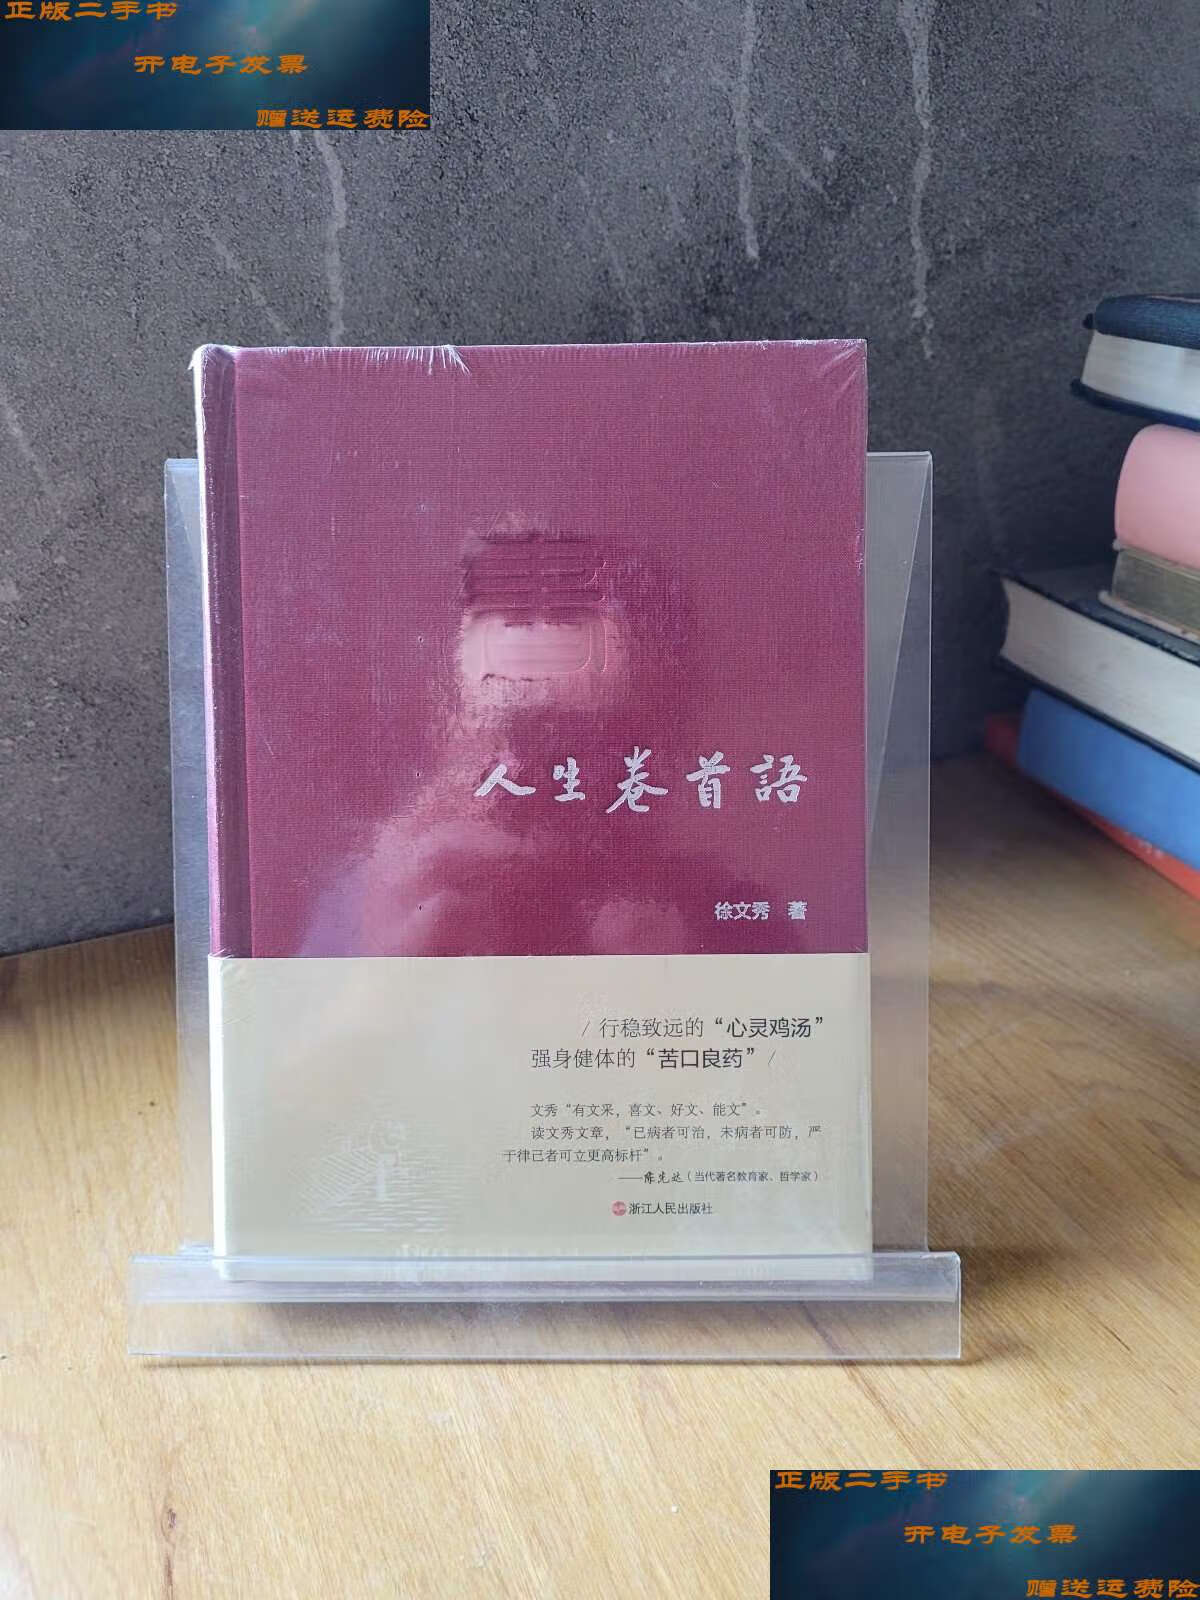 正版二手书
开电子发票
赠送运费险
人生卷首語
徐文秀 著
/行稳致远的“心灵鸡汤”
强身健体的“苦口良药”/
文秀“有文采，喜文、好文、能文”。
读文秀文章，“已病者可治，未病者可防，严
于律己者可立更高标杆”。
——陈先达（当代著名教育家、哲学家）
浙江人民出版社
正版二手书
开电子发票
赠送运费险